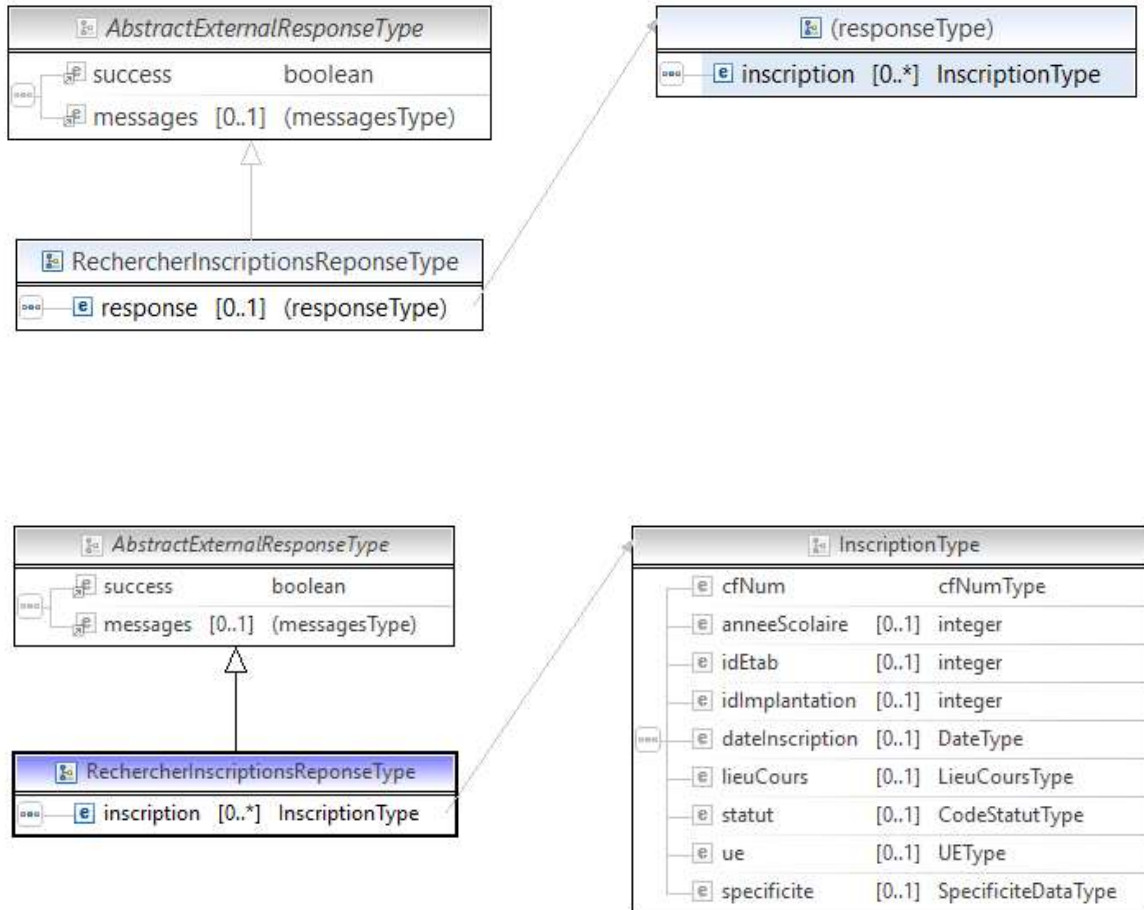 AbstractExternalResponseType
success boolean
messages [0..1] (messagesType)
(responseType)
inscription [0..*] InscriptionType
RechercherInscriptionsReponseType
response [0..1] (responseType)
AbstractExternalResponseType
success boolean
messages [0..1] (messagesType)
RechercherInscriptionsReponseType
inscription [0..*] InscriptionType
InscriptionType
cfNum cfNumType
anneeScolaire [0..1] integer
idEtab [0..1] integer
idImplantation [0..1] integer
dateInscription [0..1] DateType
lieuCours [0..1] LieuCoursType
statut [0..1] CodeStatutType
ue [0..1] UEType
specificite [0..1] SpecificiteDataType